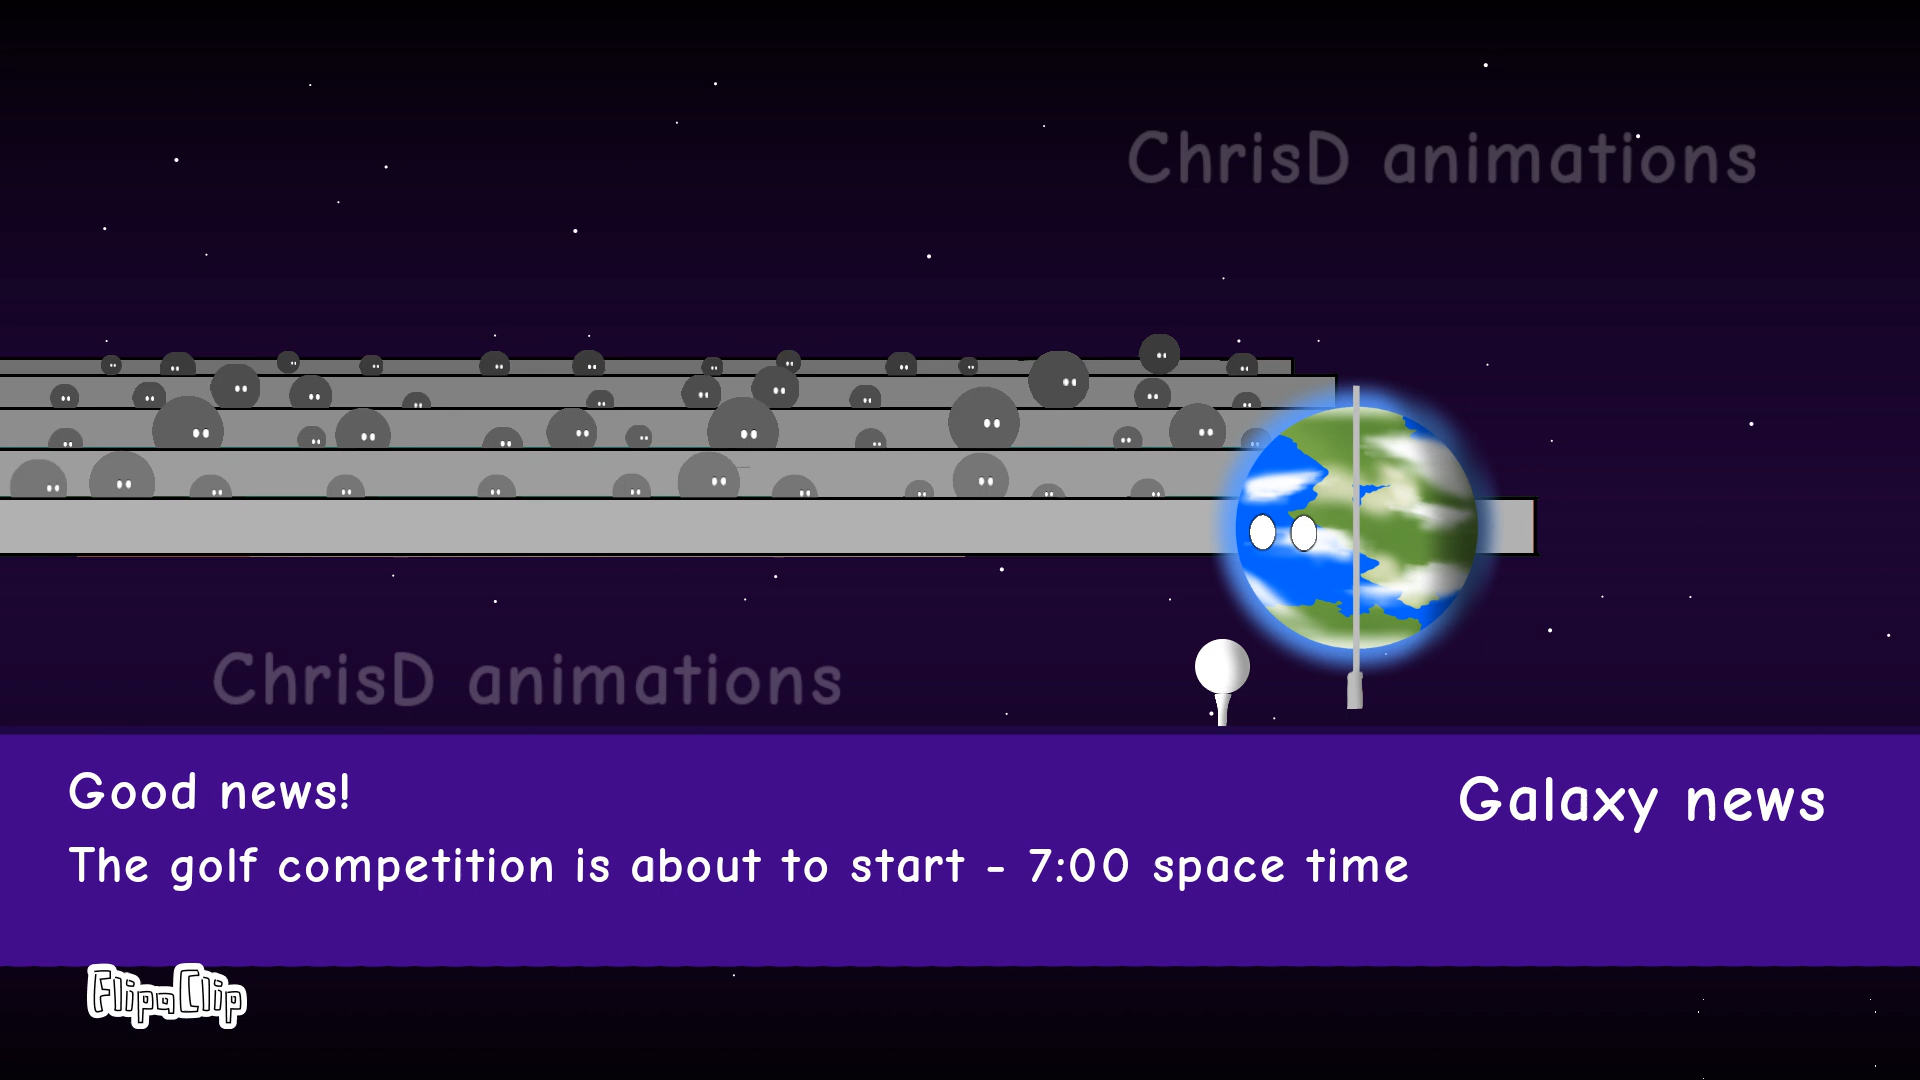 ChrisD animations
ChrisD animations
Good news!
Galaxy news
The golf competition is about to start - 7:00 space time
FlipaClip